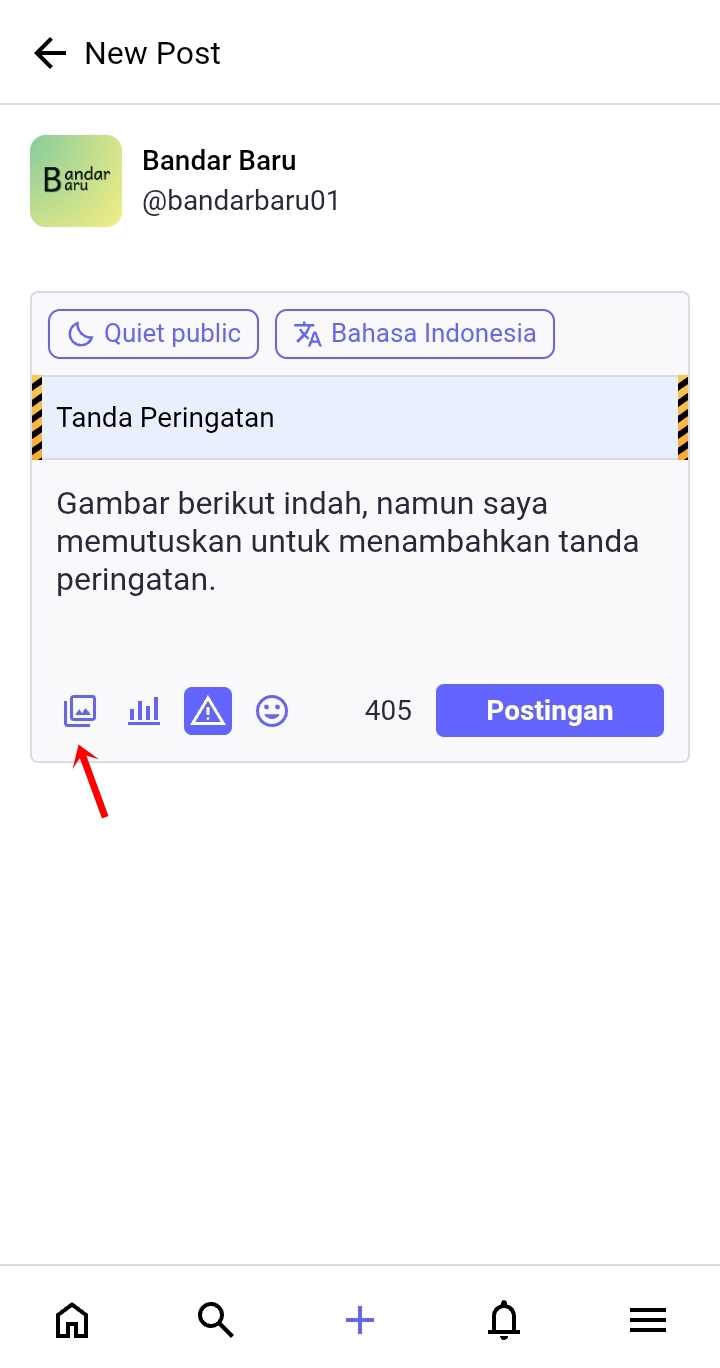 New Post
Bandar
Baru
Bandar Baru
@bandarbaru01
Quiet public
Bahasa Indonesia
Tanda Peringatan
Gambar berikut indah, namun saya
memutuskan untuk menambahkan tanda
peringatan.
405
Postingan